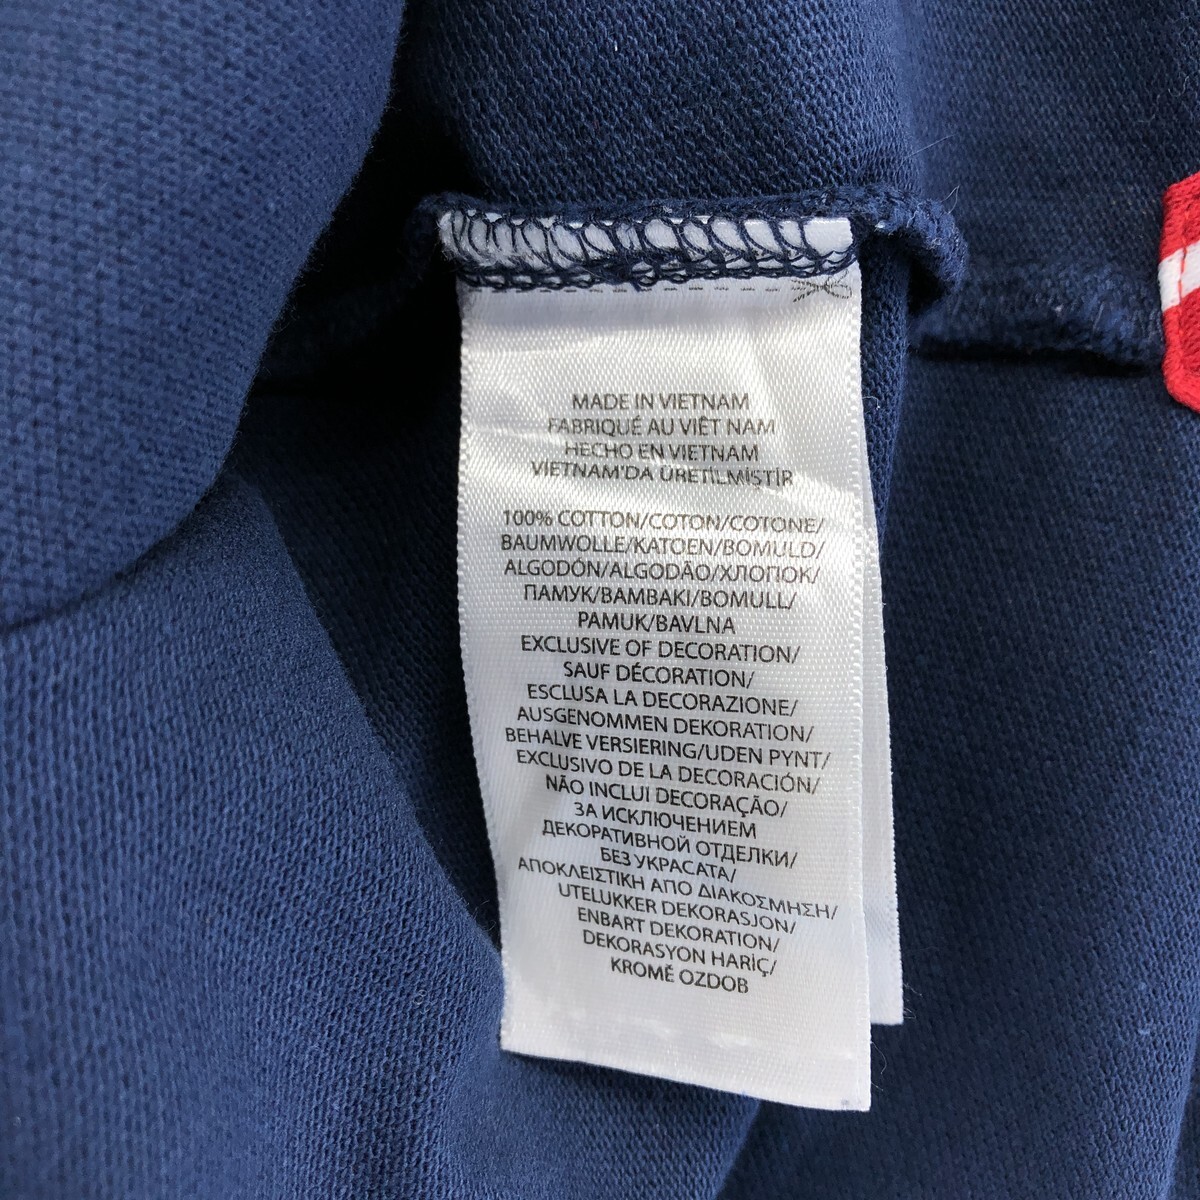 MADE IN VIETNAM
FABRIQUÉ AU VIÊT NAM
HECHO EN VIETNAM
VIETNAM'DA ÜRETİLMİŞTİR
100% COTTON/COTON/COTONE/
BAUMWOLLE/KATOEN/BOMULD/
ALGODÓN/ALGODÃO/ХЛОПОК/
ПАМУК/BAMBAKI/BOMULL/
PAMUK/BAVLNA
EXCLUSIVE OF DECORATION/
SAUF DÉCORATION/
ESCLUSA LA DECORAZIONE/
AUSGENOMMEN DEKORATION/
BEHALVE VERSIERING/UDEN PYNT/
EXCLUSIVO DE LA DECORACIÓN/
NÃO INCLUI DECORAÇÃO/
ЗА ИСКЛЮЧЕНИЕМ
ДЕКОРАТИВНОЙ ОТДЕЛКИ/
БЕЗ УКРАСАТА/
ΑΠΟΚΛΕΙΣΤΙΚΗ ΑΠΟ ΔΙΑΚΟΣΜΗΣΗ/
UTELUKKER DEKORASJON/
ENBART DEKORATION/
DEKORASYON HARİÇ/
KROMĚ OZDOB